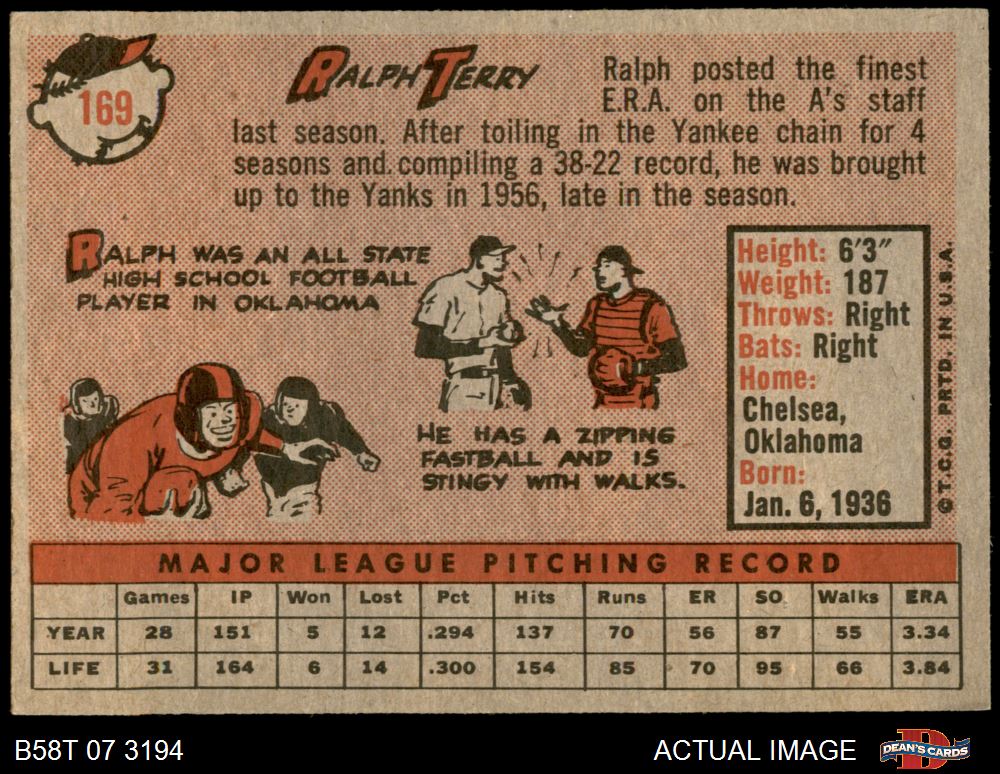 169
RALPH TERRY
Ralph posted the finest
E.R.A. on the A's staff
last season. After toiling in the Yankee chain for 4
seasons and compiling a 38-22 record, he was brought
up to the Yanks in 1956, late in the season.
RALPH WAS AN ALL STATE
HIGH SCHOOL FOOTBALL
PLAYER IN OKLAHOMA
HE HAS A ZIPPING
FASTBALL AND IS
STINGY WITH WALKS.
Height: 6'3"
Weight: 187
Throws: Right
Bats: Right
Home:
Chelsea,
Oklahoma
Born:
Jan. 6, 1936
© T.C.G. PRTD. IN U.S.A.
MAJOR LEAGUE PITCHING RECORD
Games IP Won Lost Pct Hits Runs ER SO Walks ERA
YEAR 28 151 5 12 .294 137 70 56 87 55 3.34
LIFE 31 164 6 14 .300 154 85 70 95 66 3.84
B58T 07 3194
ACTUAL IMAGE
DEAN'S CARDS